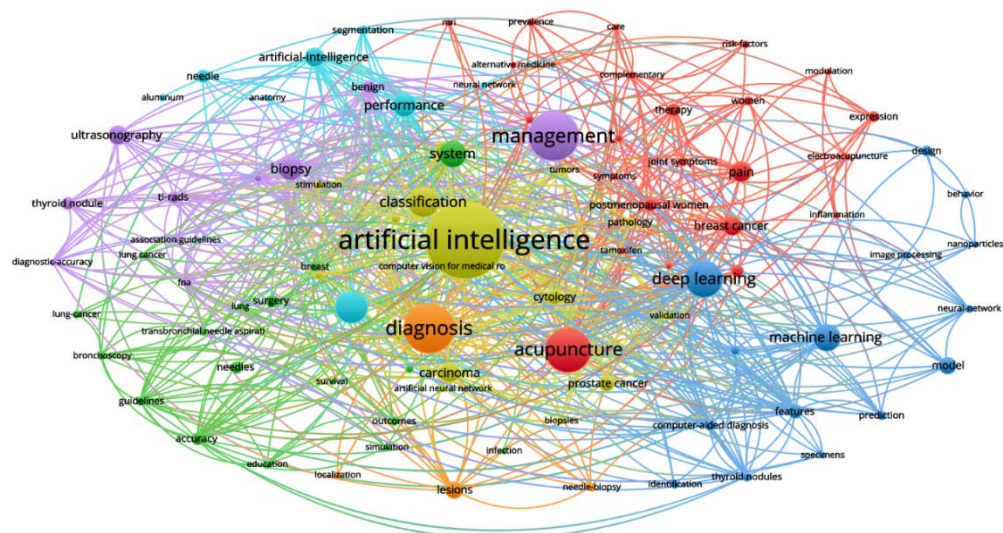 segmentation
mri
prevalence
care
artificial-intelligence
alternative medicine
risk-factors
needle
benign
neural network
complementary
modulation
aluminum
anatomy
performance
therapy
women
expression
ultrasonography
system
management
electroacupuncture
design
biopsy
tumors
symptoms
joint symptoms
pain
stimulation
behavior
thyroid nodule
ti-rads
classification
postmenopausal women
inflammation
pathology
breast cancer
association guidelines
artificial intelligence
nanoparticles
lung cancer
tamoxifen
image processing
diagnostic-accuracy
breast
computer vision for medical ro
fna
deep learning
lung
surgery
cytology
neural-network
lung-cancer
validation
transbronchial needle aspirati
diagnosis
machine learning
bronchoscopy
acupuncture
needles
carcinoma
model
survival
artificial neural network
prostate cancer
guidelines
features
prediction
outcomes
biopsies
computer-aided diagnosis
accuracy
simulation
infection
specimens
education
localization
thyroid nodules
lesions
needle-biopsy
identification